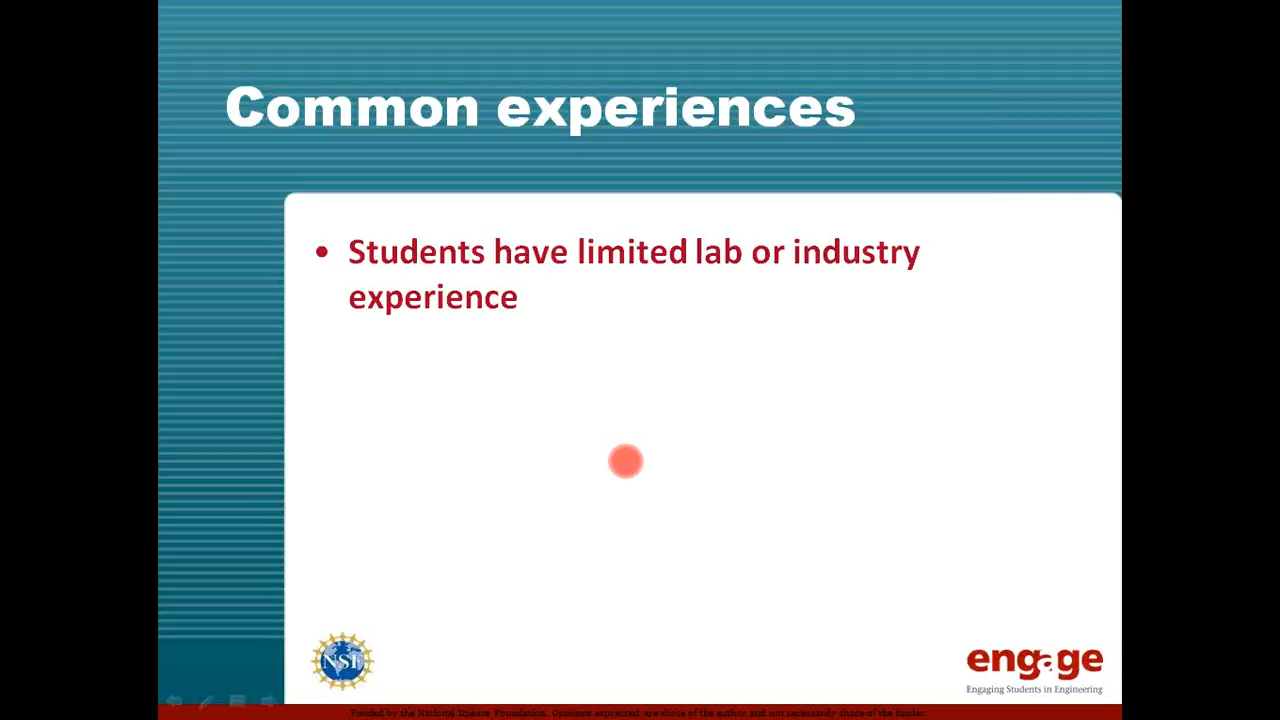 Common experiences
• Students have limited lab or industry
experience
NSF
engage
Engaging Students in Engineering
Funded by the National Science Foundation. Opinions expressed are those of the author and not necessarily those of the funder.